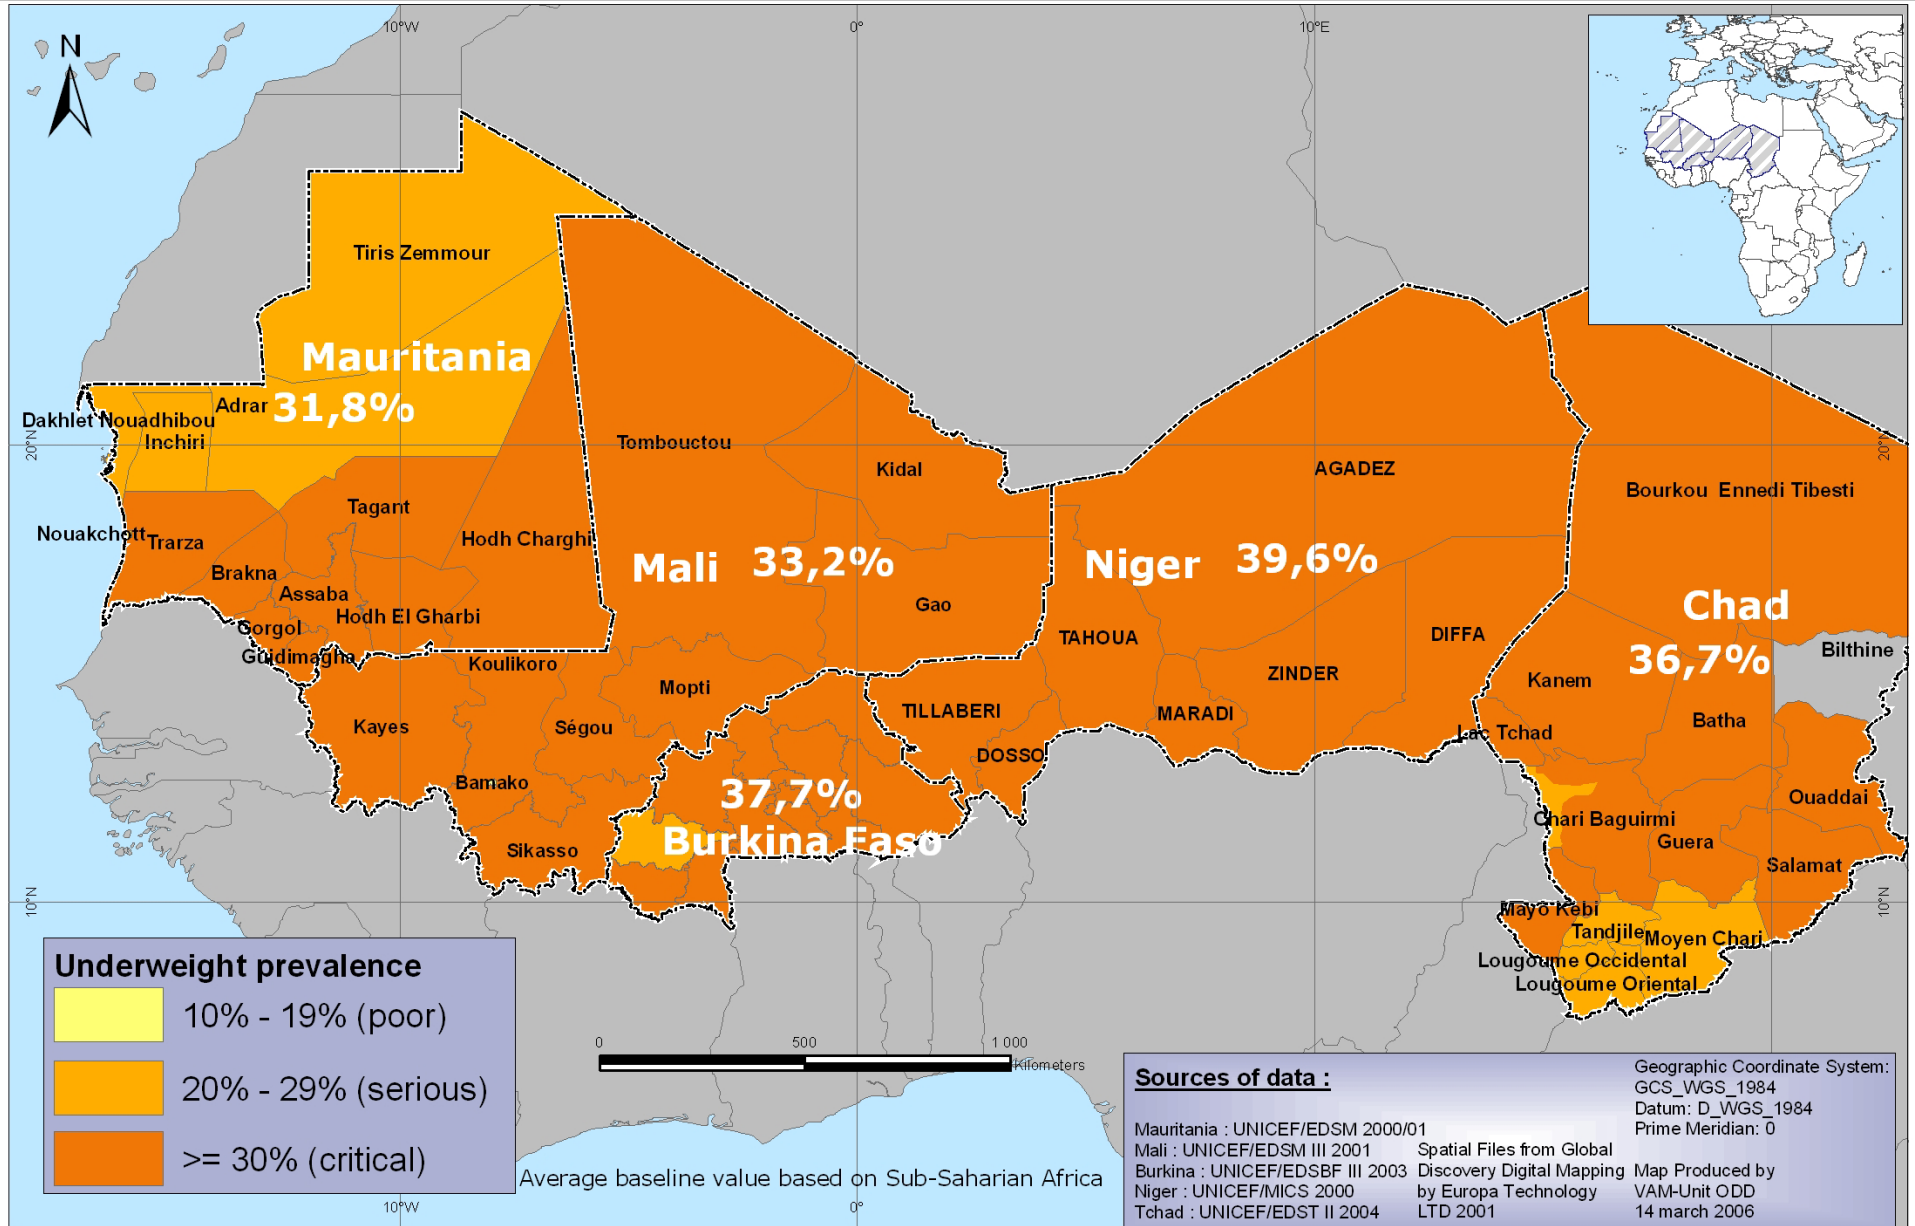 10°W
0°
10°E
N
Tiris Zemmour
Mauritania
31,8%
Adrar
Dakhlet Nouadhibou
Inchiri
20°N
20°N
Tombouctou
Kidal
AGADEZ
Bourkou Ennedi Tibesti
Tagant
Nouakchott
Trarza
Hodh Charghi
Mali 33,2%
Niger 39,6%
Brakna
Assaba
Hodh El Gharbi
Gao
Chad
36,7%
Gorgol
Guidimagha
TAHOUA
DIFFA
Bilthine
Koulikoro
Mopti
ZINDER
Kanem
Kayes
Ségou
TILLABERI
MARADI
Batha
Lac Tchad
DOSSO
Bamako
37,7%
Burkina Faso
Ouaddai
Chari Baguirmi
Guera
Sikasso
Salamat
10°N
10°N
Mayo Kebi
Tandjile
Moyen Chari
Lougoume Occidental
Lougoume Oriental
Underweight prevalence
10% - 19% (poor)
20% - 29% (serious)
>= 30% (critical)
0 500 1 000
Kilometers
Average baseline value based on Sub-Saharian Africa
10°W
0°
Sources of data :
Mauritania : UNICEF/EDSM 2000/01
Mali : UNICEF/EDSM III 2001
Burkina : UNICEF/EDSBF III 2003
Niger : UNICEF/MICS 2000
Tchad : UNICEF/EDST II 2004
Spatial Files from Global
Discovery Digital Mapping
by Europa Technology
LTD 2001
Geographic Coordinate System:
GCS_WGS_1984
Datum: D_WGS_1984
Prime Meridian: 0
Map Produced by
VAM-Unit ODD
14 march 2006